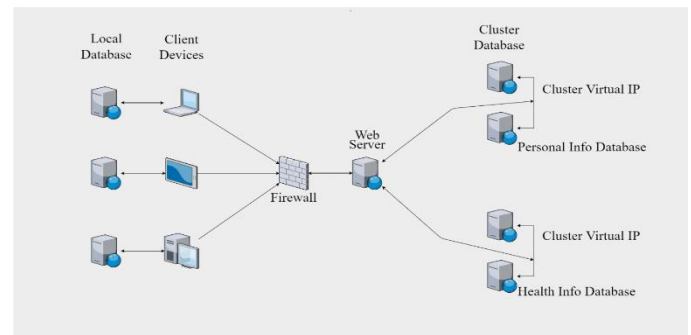 Local
Database
Client
Devices
Cluster
Database
Cluster Virtual IP
Web
Server
Personal Info Database
Firewall
Cluster Virtual IP
Health Info Database